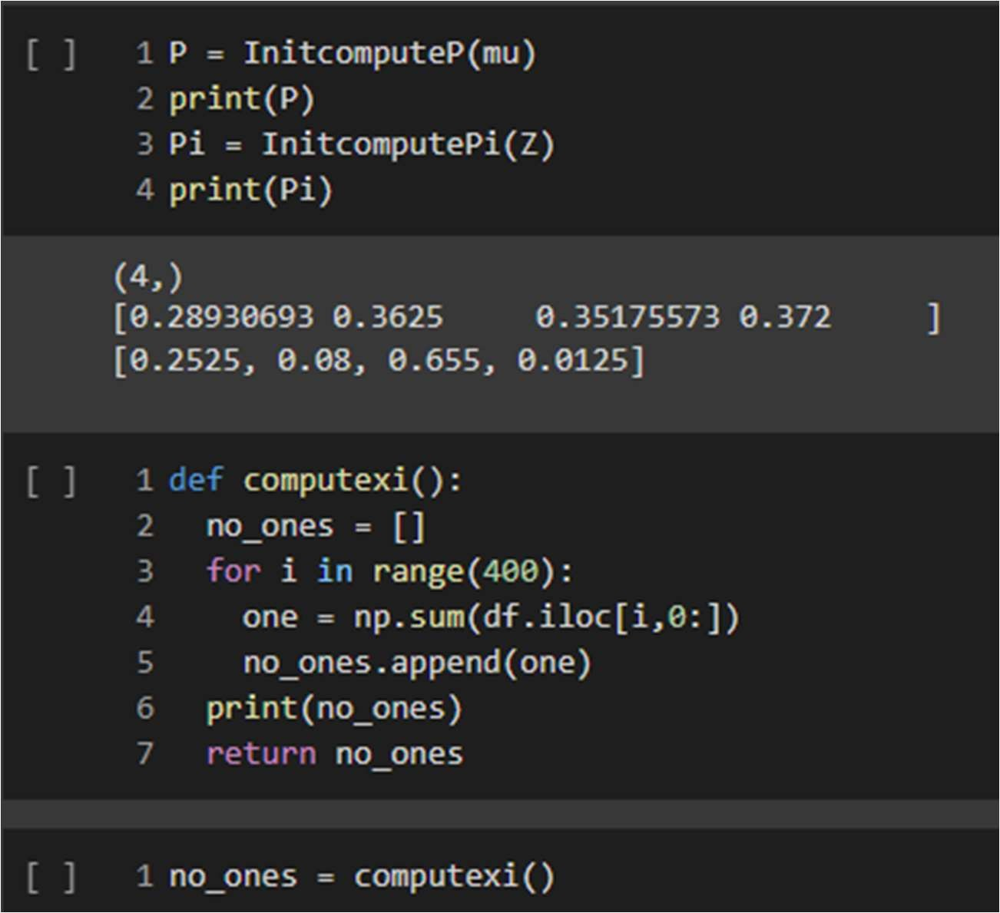 [ ] 1 P = InitcomputeP(mu)
2 print(P)
3 Pi = InitcomputePi(Z)
4 print(Pi)
(4,)
[0.28930693 0.3625     0.35175573 0.372     ]
[0.2525, 0.08, 0.655, 0.0125]
[ ] 1 def computexi():
2   no_ones = []
3   for i in range(400):
4     one = np.sum(df.iloc[i,0:])
5     no_ones.append(one)
6   print(no_ones)
7   return no_ones
[ ] 1 no_ones = computexi()